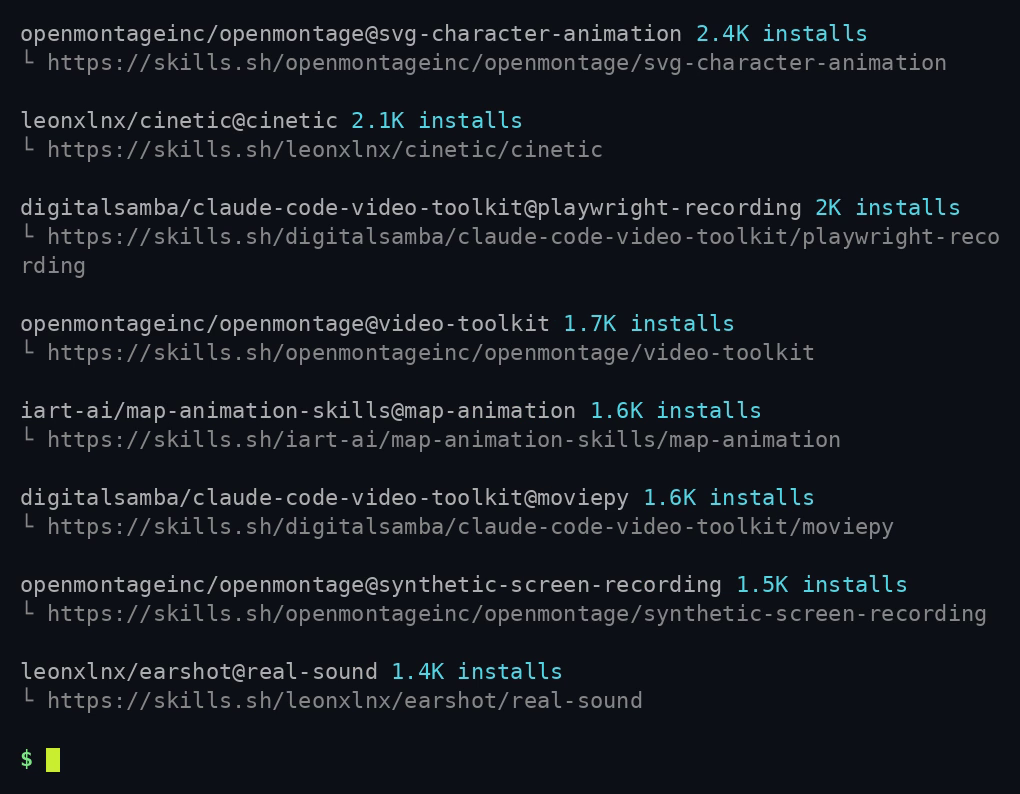 openmontageinc/openmontage@svg-character-animation 2.4K installs
└ https://skills.sh/openmontageinc/openmontage/svg-character-animation
leonxlnx/cinetic@cinetic 2.1K installs
└ https://skills.sh/leonxlnx/cinetic/cinetic
digitalsamba/claude-code-video-toolkit@playwright-recording 2K installs
└ https://skills.sh/digitalsamba/claude-code-video-toolkit/playwright-reco
rding
openmontageinc/openmontage@video-toolkit 1.7K installs
└ https://skills.sh/openmontageinc/openmontage/video-toolkit
iart-ai/map-animation-skills@map-animation 1.6K installs
└ https://skills.sh/iart-ai/map-animation-skills/map-animation
digitalsamba/claude-code-video-toolkit@moviepy 1.6K installs
└ https://skills.sh/digitalsamba/claude-code-video-toolkit/moviepy
openmontageinc/openmontage@synthetic-screen-recording 1.5K installs
└ https://skills.sh/openmontageinc/openmontage/synthetic-screen-recording
leonxlnx/earshot@real-sound 1.4K installs
└ https://skills.sh/leonxlnx/earshot/real-sound
$